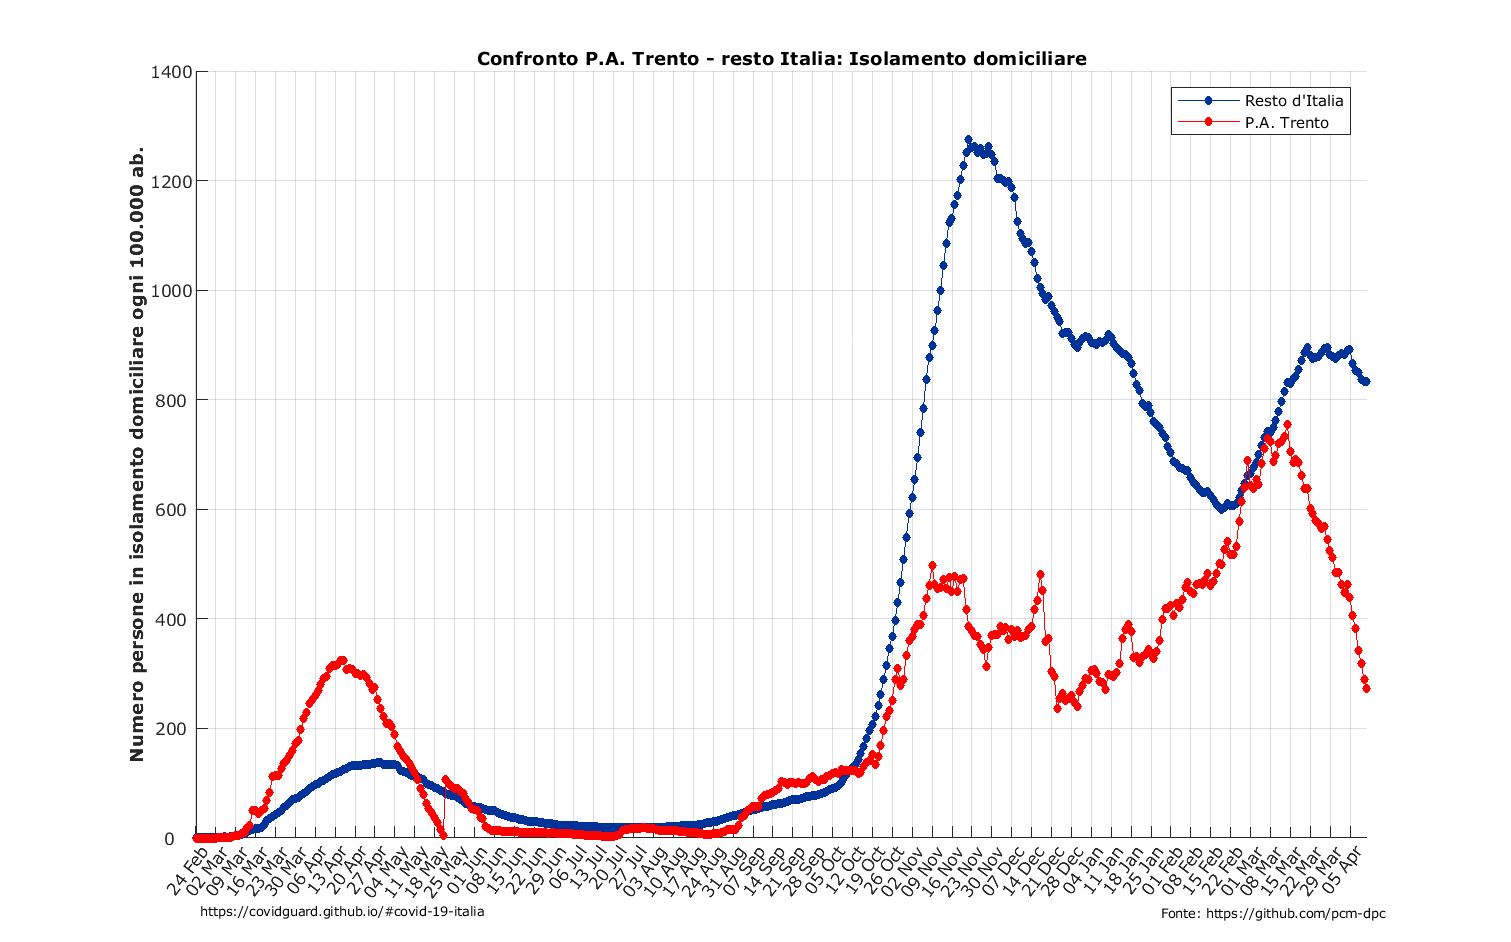 Confronto P.A. Trento - resto Italia: Isolamento domiciliare
Numero persone in isolamento domiciliare ogni 100.000 ab.
1400
1200
1000
800
600
400
200
0
Resto d'Italia
P.A. Trento
24 Feb
02 Mar
09 Mar
16 Mar
23 Mar
30 Mar
06 Apr
13 Apr
20 Apr
27 Apr
04 May
11 May
18 May
25 May
01 Jun
08 Jun
15 Jun
22 Jun
29 Jun
06 Jul
13 Jul
20 Jul
27 Jul
03 Aug
10 Aug
17 Aug
24 Aug
31 Aug
07 Sep
14 Sep
21 Sep
28 Sep
05 Oct
12 Oct
19 Oct
26 Oct
02 Nov
09 Nov
16 Nov
23 Nov
30 Nov
07 Dec
14 Dec
21 Dec
28 Dec
04 Jan
11 Jan
18 Jan
25 Jan
01 Feb
08 Feb
15 Feb
22 Feb
01 Mar
08 Mar
15 Mar
22 Mar
29 Mar
05 Apr
https://covidguard.github.io/#covid-19-italia
Fonte: https://github.com/pcm-dpc